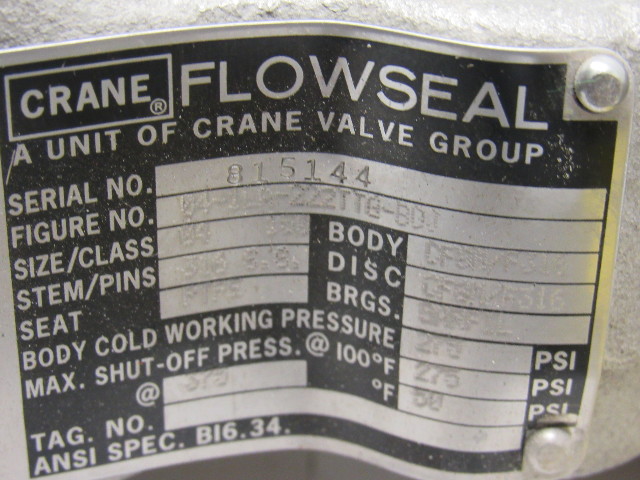 CRANE® FLOWSEAL
A UNIT OF CRANE VALVE GROUP
SERIAL NO. 815144
FIGURE NO.
SIZE/CLASS BODY
STEM/PINS DISC
SEAT BRGS.
BODY COLD WORKING PRESSURE 275 PSI
MAX. SHUT-OFF PRESS. @ 100°F 275 PSI
@ 375 °F 50 PSI
TAG. NO.
ANSI SPEC. B16.34.